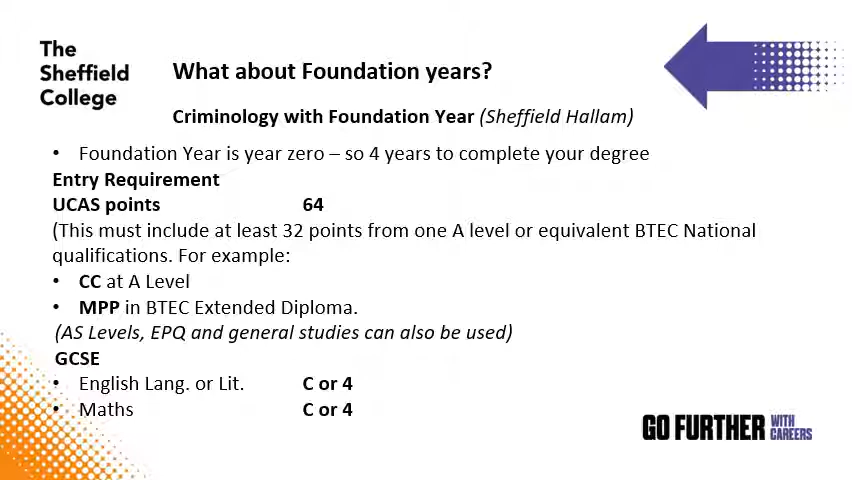 The
Sheffield
College
What about Foundation years?
Criminology with Foundation Year (Sheffield Hallam)
• Foundation Year is year zero – so 4 years to complete your degree
Entry Requirement
UCAS points 64
(This must include at least 32 points from one A level or equivalent BTEC National
qualifications. For example:
• CC at A Level
• MPP in BTEC Extended Diploma.
(AS Levels, EPQ and general studies can also be used)
GCSE
• English Lang. or Lit. C or 4
• Maths C or 4
GO FURTHER WITH CAREERS